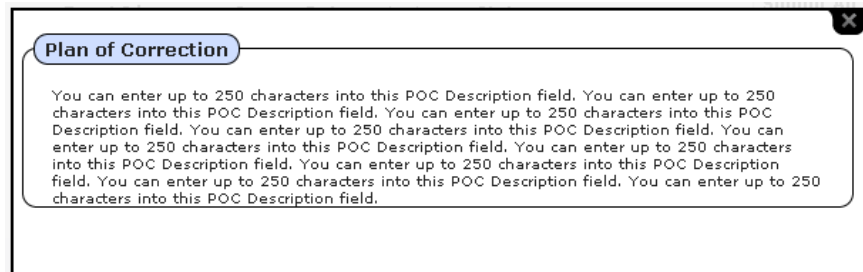 Plan of Correction
You can enter up to 250 characters into this POC Description field. You can enter up to 250
characters into this POC Description field. You can enter up to 250 characters into this POC
Description field. You can enter up to 250 characters into this POC Description field. You can
enter up to 250 characters into this POC Description field. You can enter up to 250 characters
into this POC Description field. You can enter up to 250 characters into this POC Description
field. You can enter up to 250 characters into this POC Description field. You can enter up to 250
characters into this POC Description field.